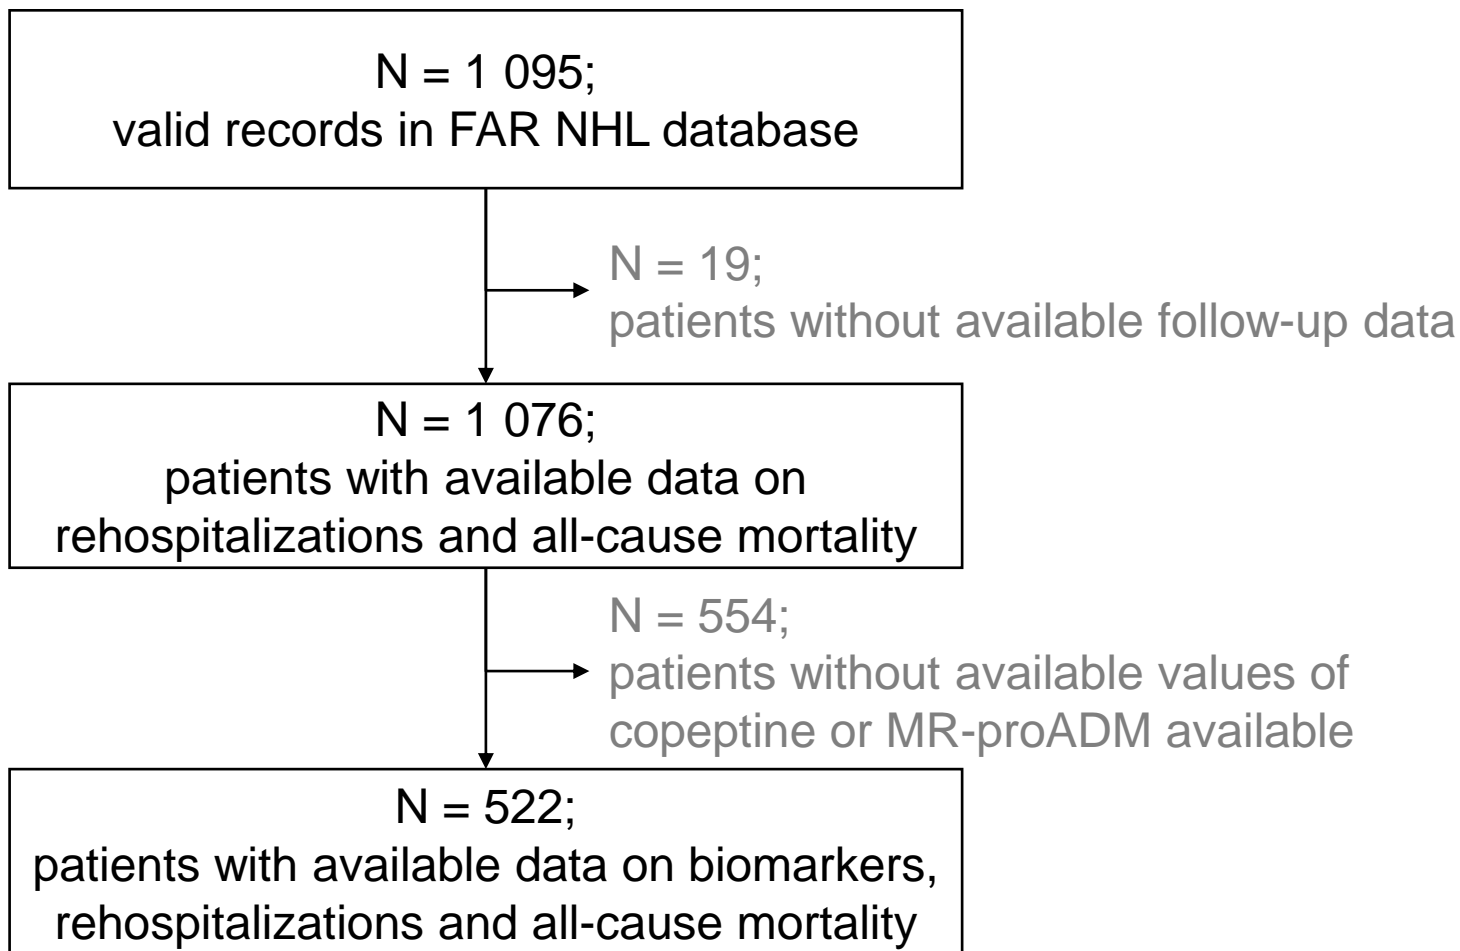 N = 1 095;
valid records in FAR NHL database
N = 19;
patients without available follow-up data
N = 1 076;
patients with available data on
rehospitalizations and all-cause mortality
N = 554;
patients without available values of
copeptine or MR-proADM available
N = 522;
patients with available data on biomarkers,
rehospitalizations and all-cause mortality